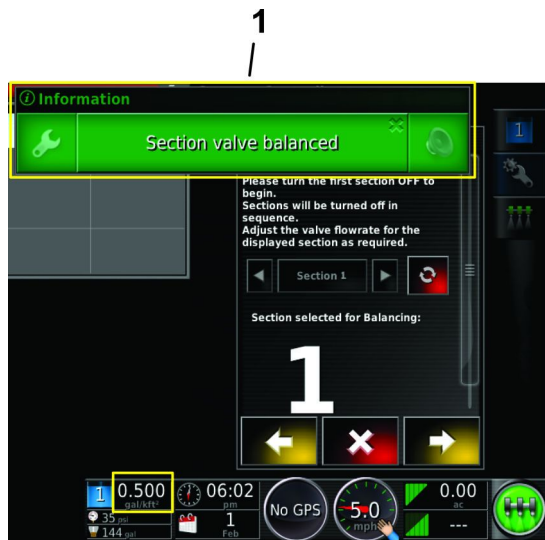 1
Information
Section valve balanced
1
Please turn the first section OFF to
begin.
Sections will be turned off in
sequence.
Adjust the valve flowrate for the
displayed section as required.
Section 1
Section selected for Balancing:
1
1
0.500
gal/kft²
35 psi
144 gal
06:02
pm
1
Feb
No GPS
5.0
mph
0.00
ac
---